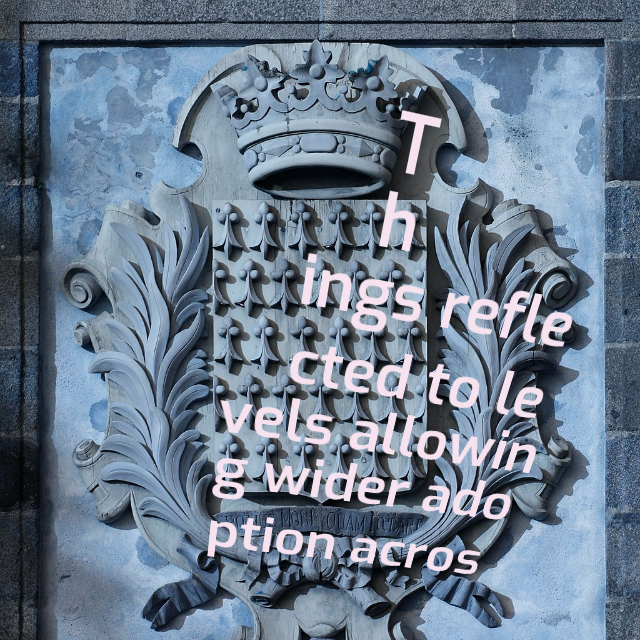 T
h
ings refle
cted to le
vels allowin
g wider ado
ption acros